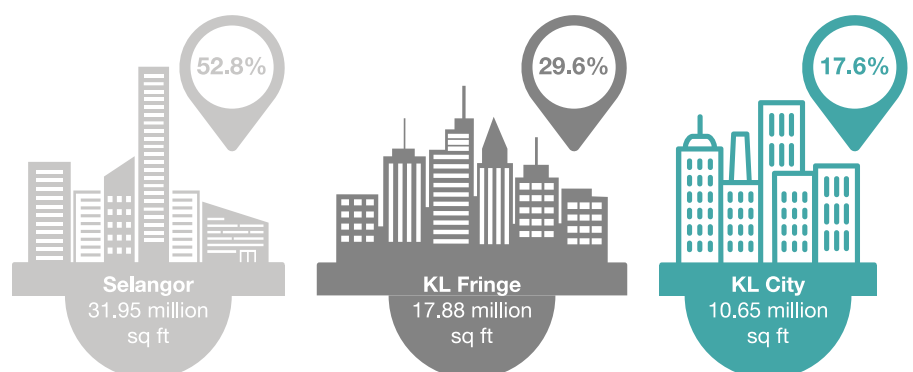 52.8%
Selangor
31.95 million
sq ft
29.6%
KL Fringe
17.88 million
sq ft
17.6%
KL City
10.65 million
sq ft